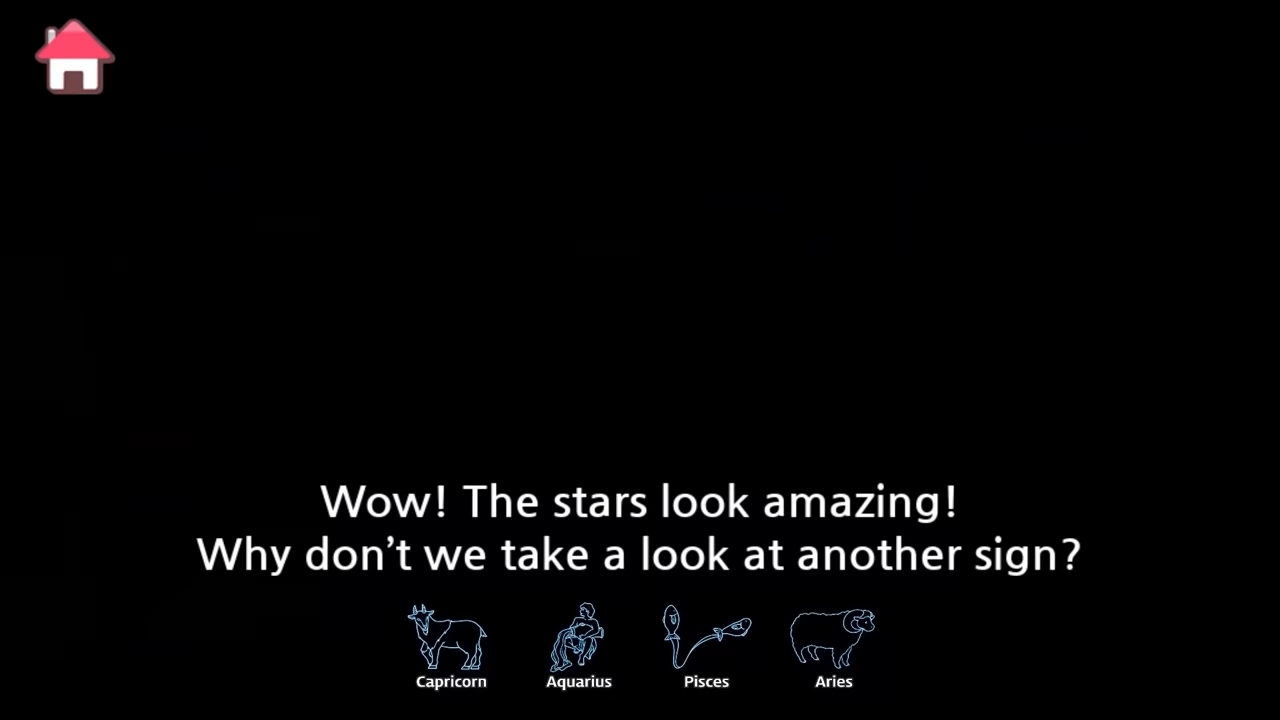 Wow! The stars look amazing!
Why don’t we take a look at another sign?
Capricorn Aquarius Pisces Aries